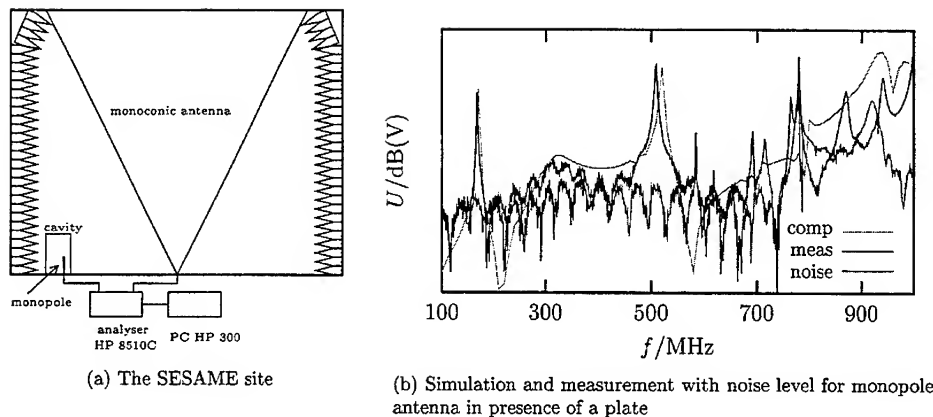 monoconic antenna
cavity
monopole
analyser
HP 8510C
PC HP 300
(a) The SESAME site
U/dB(V)
comp
meas
noise
100 300 500 700 900
f/MHz
(b) Simulation and measurement with noise level for monopole
antenna in presence of a plate